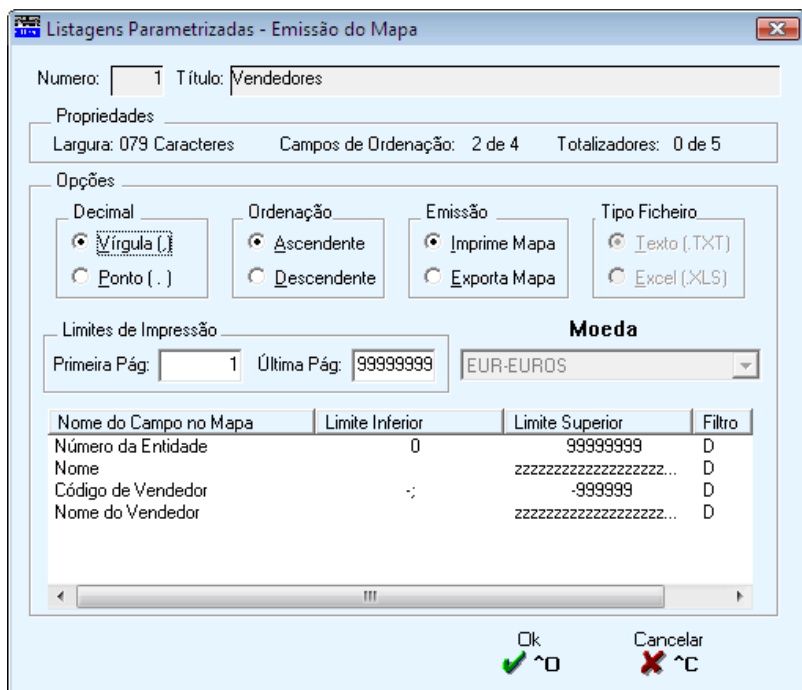 Listagens Parametrizadas - Emissão do Mapa
Numero: 1 Título: Vendedores
Propriedades
Largura: 079 Caracteres Campos de Ordenação: 2 de 4 Totalizadores: 0 de 5
Opções
Decimal Ordenação Emissão Tipo Ficheiro
Vírgula (,) Ascendente Imprime Mapa Texto (.TXT)
Ponto ( . ) Descendente Exporta Mapa Excel (.XLS)
Limites de Impressão Moeda
Primeira Pág: 1 Última Pág: 99999999 EUR-EUROS
Nome do Campo no Mapa Limite Inferior Limite Superior Filtro
Número da Entidade 0 99999999 D
Nome zzzzzzzzzzzzzzzzzzzz... D
Código de Vendedor -; -999999 D
Nome do Vendedor zzzzzzzzzzzzzzzzzzzz... D
Ok Cancelar
^O ^C